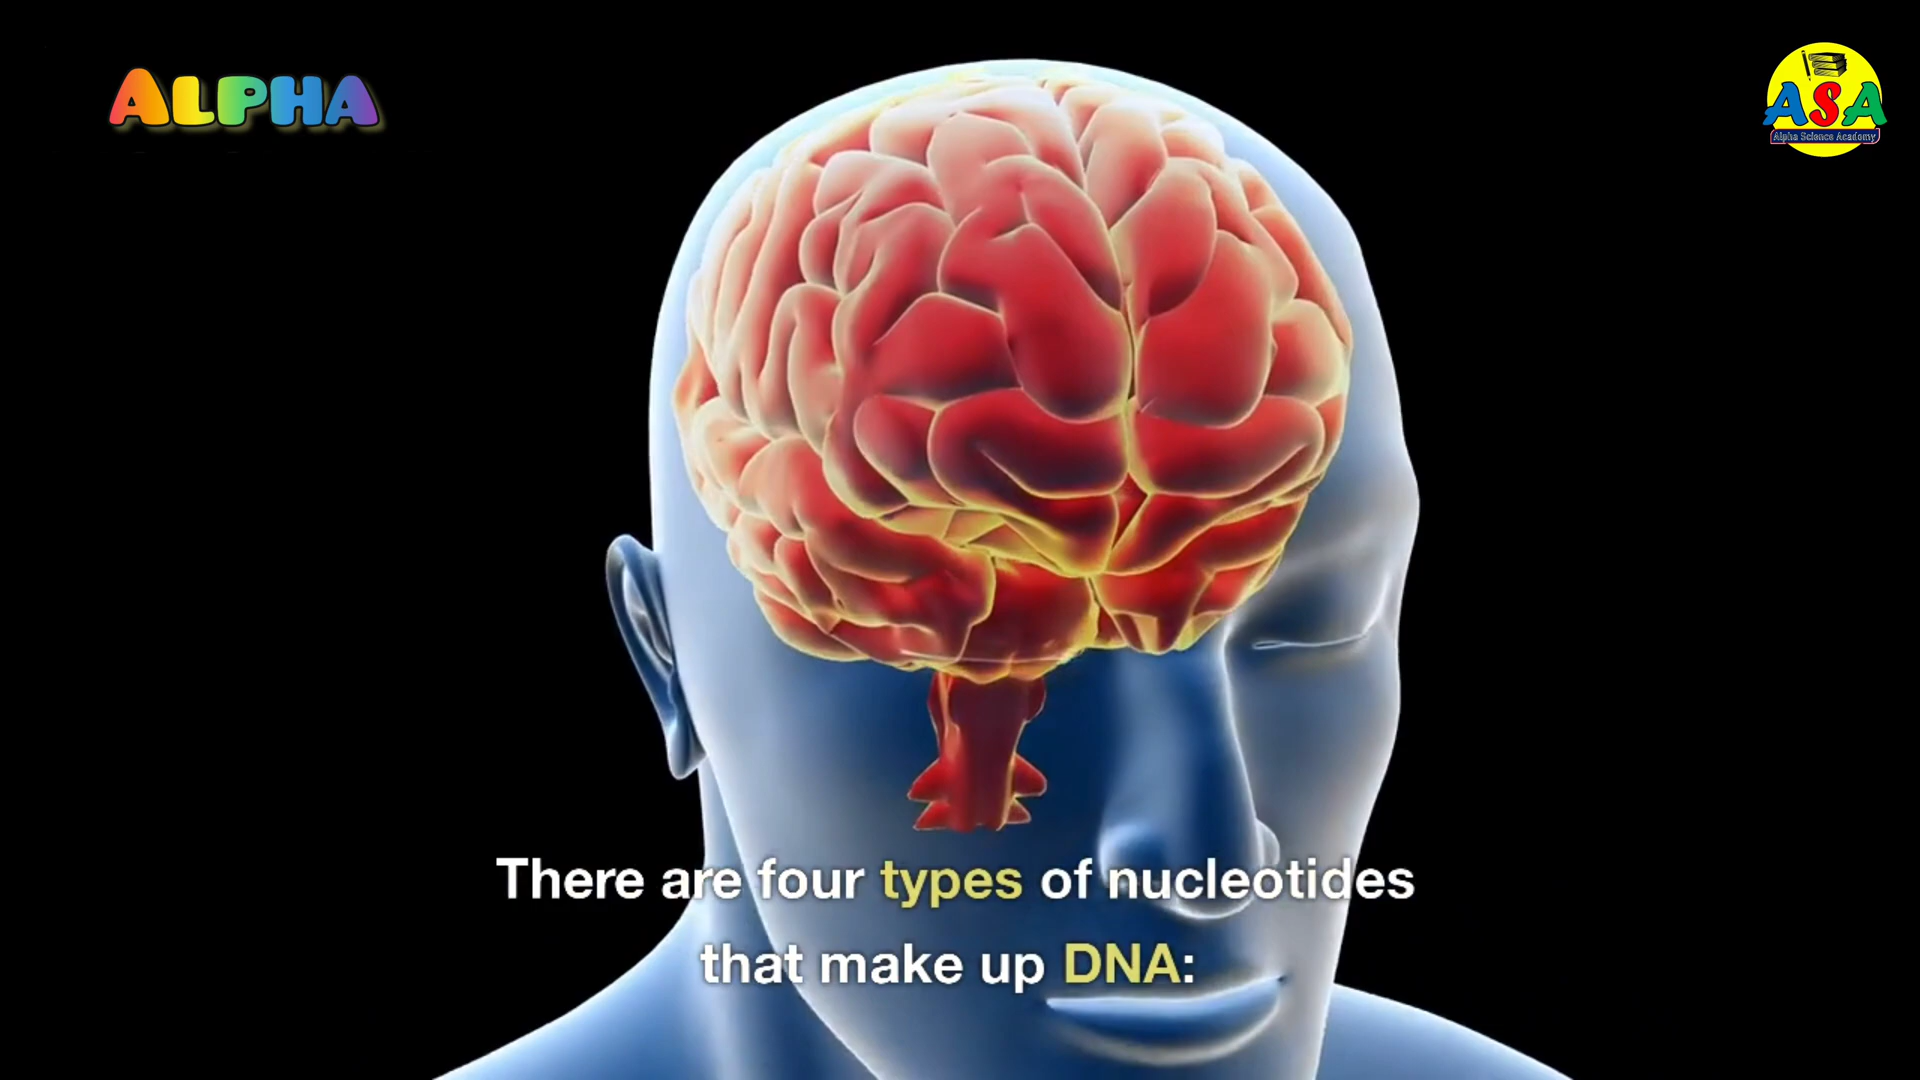 ALPHA
ASA
Alpha Science Academy
There are four types of nucleotides
that make up DNA: